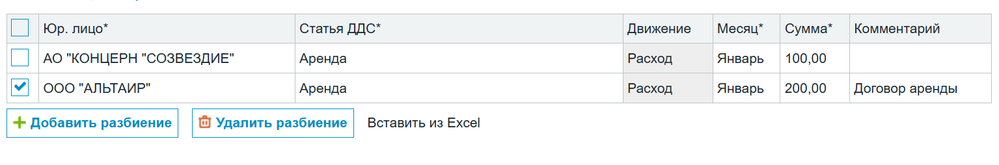 Юр. лицо* Статья ДДС* Движение Месяц* Сумма* Комментарий
АО "КОНЦЕРН "СОЗВЕЗДИЕ" Аренда Расход Январь 100,00
ООО "АЛЬТАИР" Аренда Расход Январь 200,00 Договор аренды
Добавить разбиение Удалить разбиение Вставить из Excel